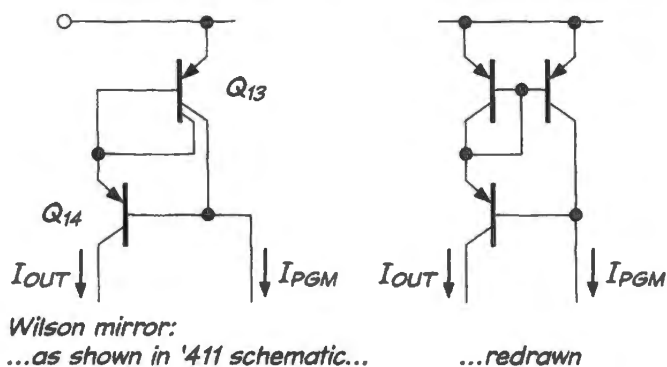 Q13
Q14
IOUT
IPGM
IOUT
IPGM
Wilson mirror:
...as shown in '411 schematic...
...redrawn